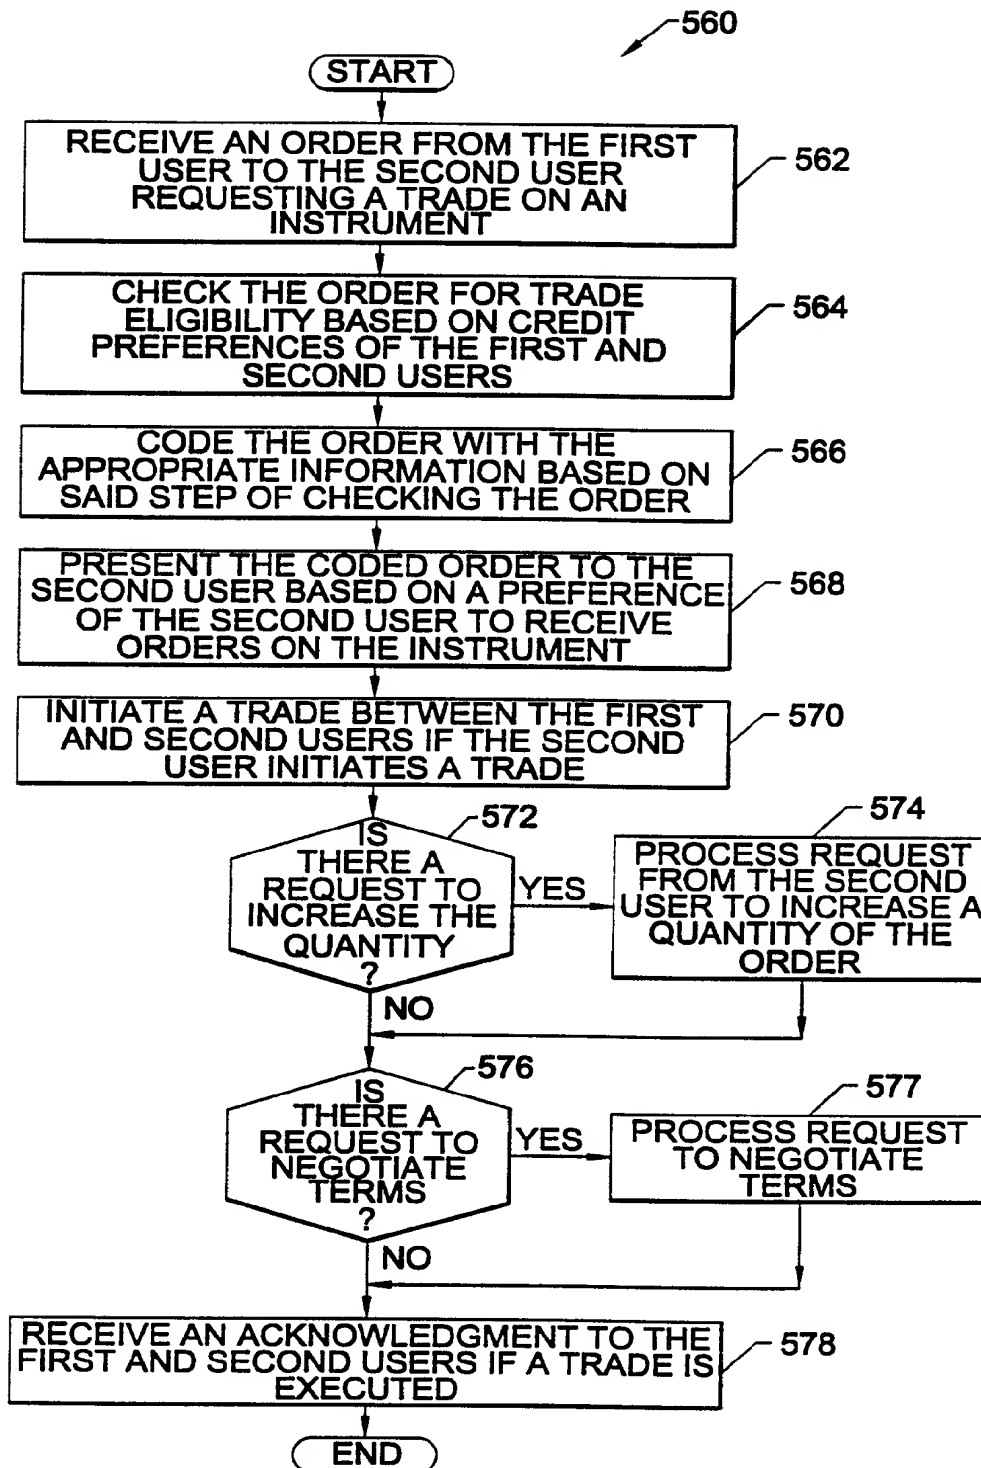 560
START
RECEIVE AN ORDER FROM THE FIRST
USER TO THE SECOND USER
REQUESTING A TRADE ON AN
INSTRUMENT
562
CHECK THE ORDER FOR TRADE
ELIGIBILITY BASED ON CREDIT
PREFERENCES OF THE FIRST AND
SECOND USERS
564
CODE THE ORDER WITH THE
APPROPRIATE INFORMATION BASED ON
SAID STEP OF CHECKING THE ORDER
566
PRESENT THE CODED ORDER TO THE
SECOND USER BASED ON A PREFERENCE
OF THE SECOND USER TO RECEIVE
ORDERS ON THE INSTRUMENT
568
INITIATE A TRADE BETWEEN THE FIRST
AND SECOND USERS IF THE SECOND
USER INITIATES A TRADE
570
572
IS
THERE A
REQUEST TO
INCREASE THE
QUANTITY
?
YES
NO
574
PROCESS REQUEST
FROM THE SECOND
USER TO INCREASE A
QUANTITY OF THE
ORDER
576
IS
THERE A
REQUEST TO
NEGOTIATE
TERMS
?
YES
NO
577
PROCESS REQUEST
TO NEGOTIATE
TERMS
RECEIVE AN ACKNOWLEDGMENT TO THE
FIRST AND SECOND USERS IF A TRADE IS
EXECUTED
578
END